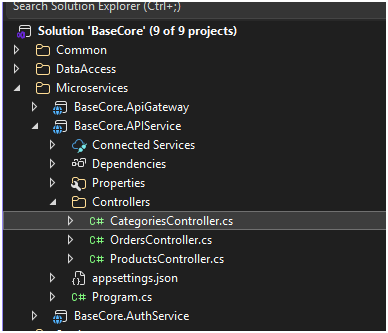 Search Solution Explorer (Ctrl+;)
Solution 'BaseCore' (9 of 9 projects)
Common
DataAccess
Microservices
BaseCore.ApiGateway
BaseCore.APIService
Connected Services
Dependencies
Properties
Controllers
C# CategoriesController.cs
C# OrdersController.cs
C# ProductsController.cs
appsettings.json
C# Program.cs
BaseCore.AuthService